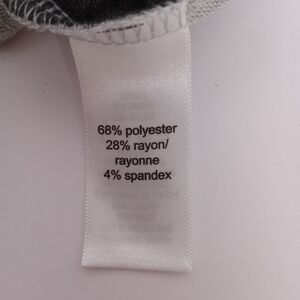 68% polyester
28% rayon/
rayonne
4% spandex